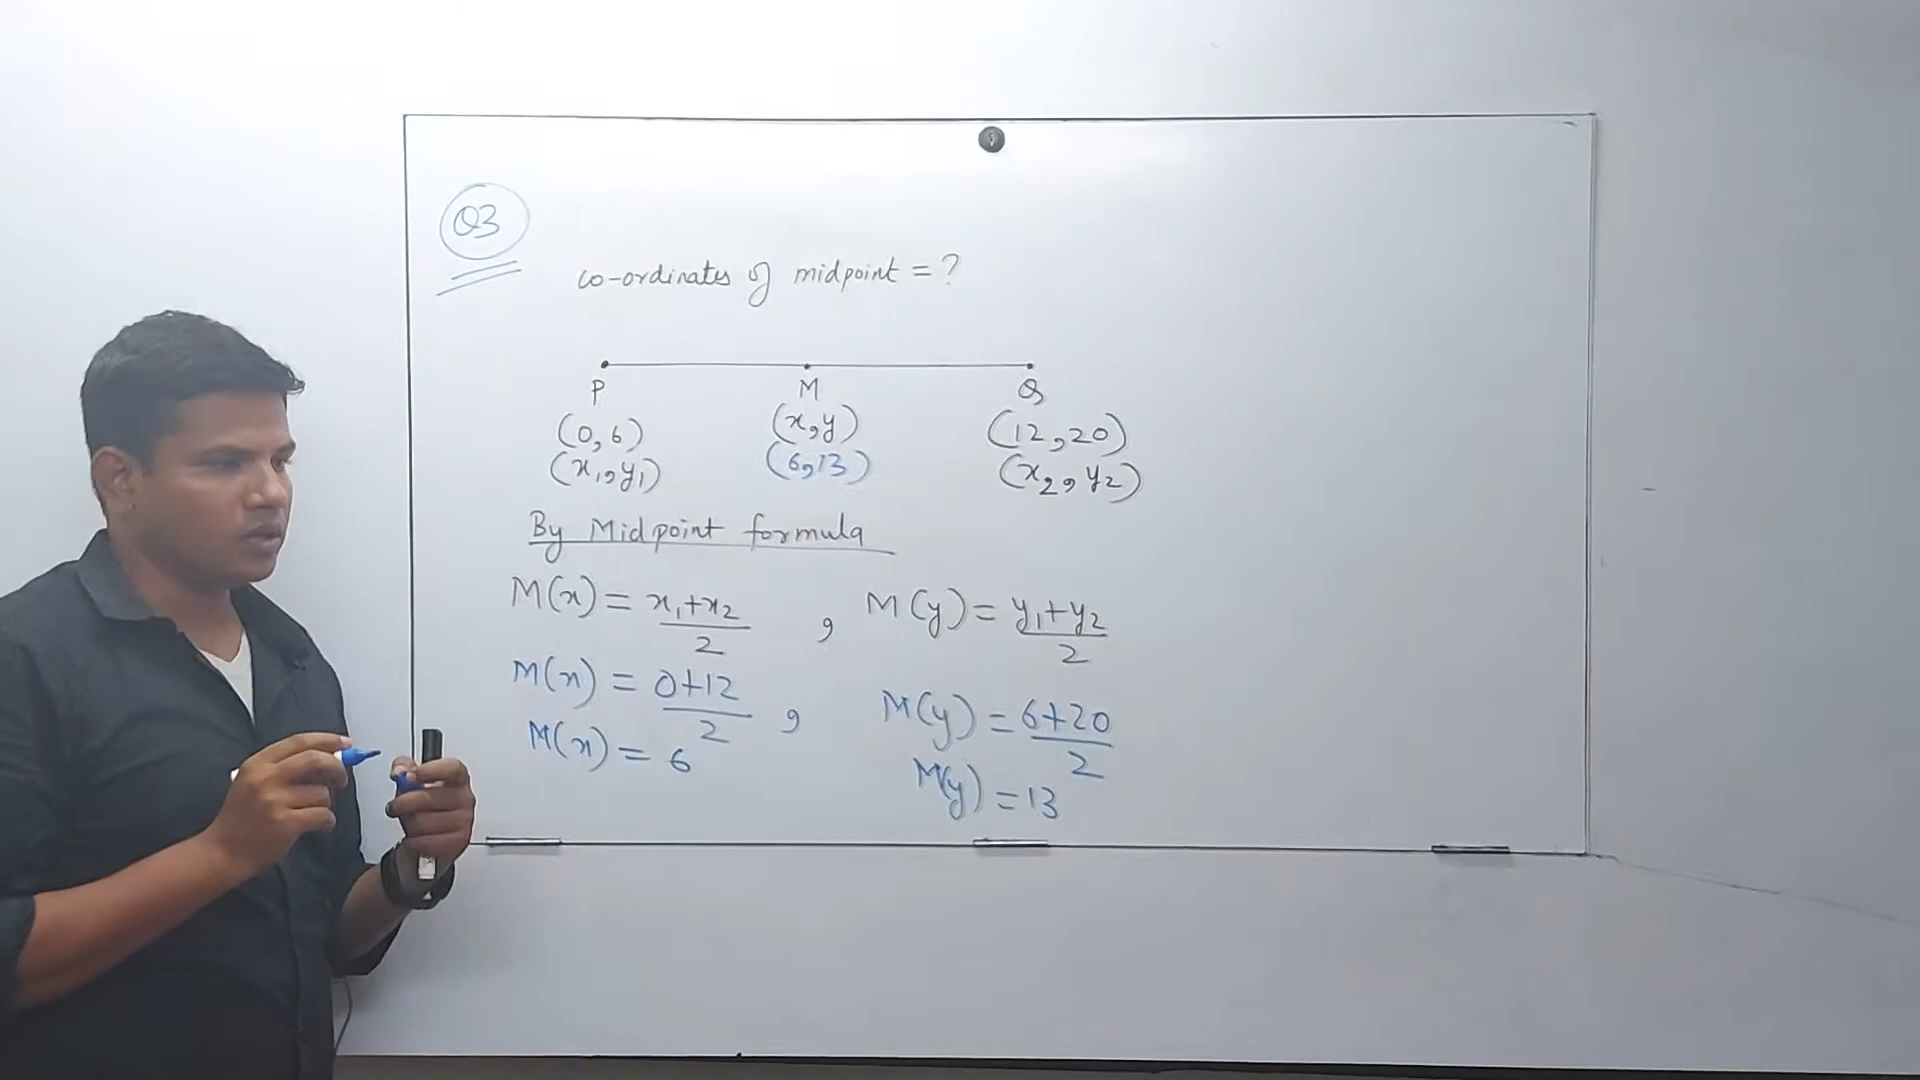 Q3
co-ordinates of midpoint = ?
P M Q
(0, 6) (x, y) (12, 20)
(x₁, y₁) (6, 13) (x₂, y₂)
By Midpoint formula
M(x) = x₁+x₂/2 , M(y) = y₁+y₂/2
M(x) = 0+12/2 , M(y) = 6+20/2
M(x) = 6 M(y) = 13